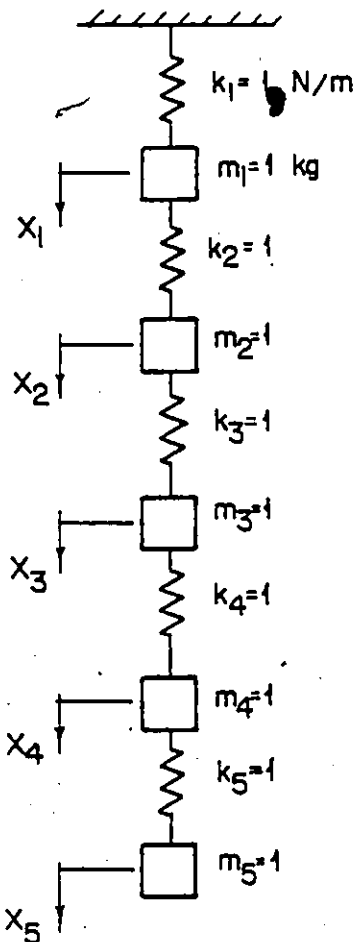 k₁= 1 N/m
m₁=1 kg
X₁
k₂=1
m₂=1
X₂
k₃=1
m₃=1
X₃
k₄=1
m₄=1
X₄
k₅=1
m₅=1
X₅